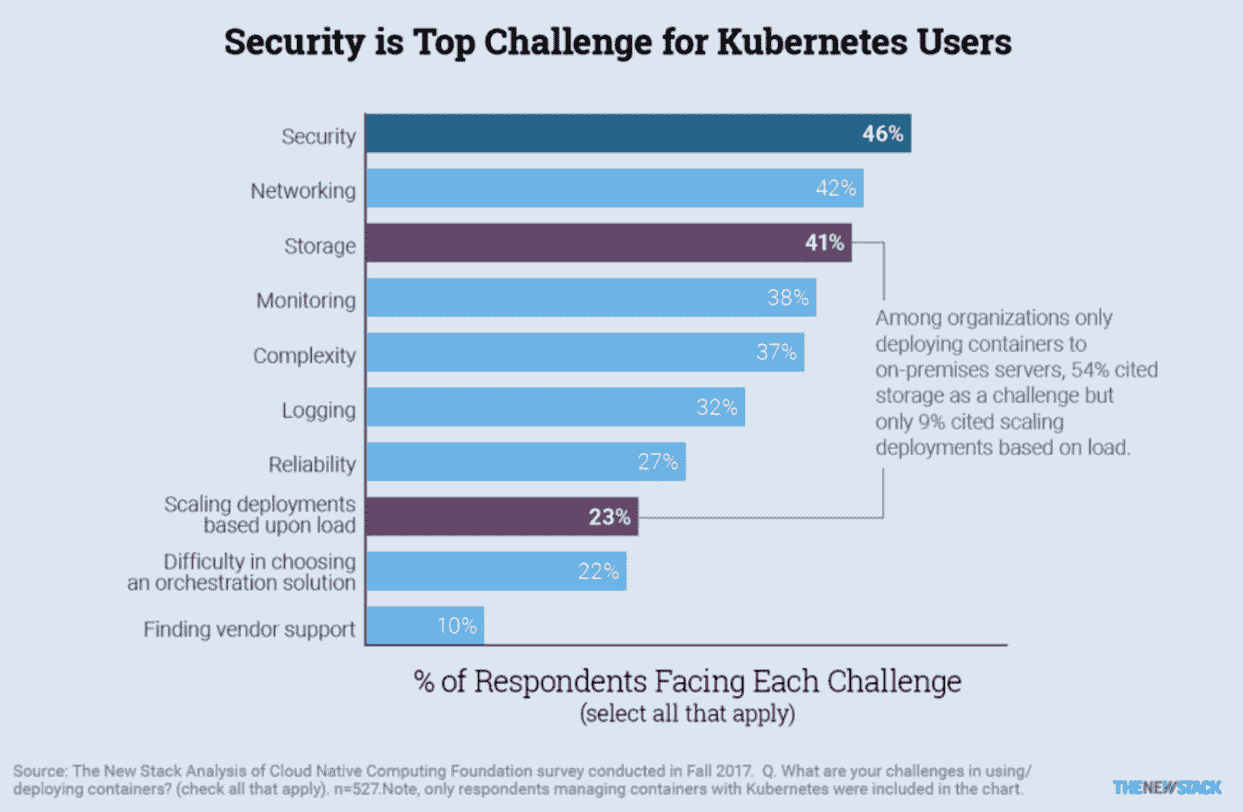 Security is Top Challenge for Kubernetes Users
Security
46%
Networking
42%
Storage
41%
Monitoring
38%
Complexity
37%
Logging
32%
Reliability
27%
Scaling deployments
based upon load
23%
Difficulty in choosing
an orchestration solution
22%
Finding vendor support
10%
Among organizations only
deploying containers to
on-premises servers, 54% cited
storage as a challenge but
only 9% cited scaling
deployments based on load.
% of Respondents Facing Each Challenge
(select all that apply)
Source: The New Stack Analysis of Cloud Native Computing Foundation survey conducted in Fall 2017. Q. What are your challenges in using/
deploying containers? (check all that apply). n=527.Note, only respondents managing containers with Kubernetes were included in the chart.
THENEWSTACK